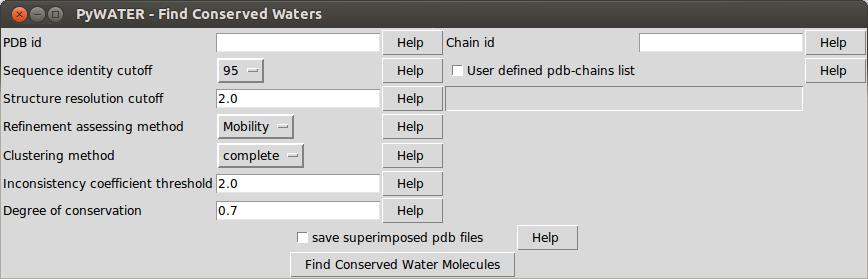 PyWATER - Find Conserved Waters
PDB id Help Chain id Help
Sequence identity cutoff 95 Help User defined pdb-chains list Help
Structure resolution cutoff 2.0 Help
Refinement assessing method Mobility Help
Clustering method complete Help
Inconsistency coefficient threshold 2.0 Help
Degree of conservation 0.7 Help
save superimposed pdb files Help
Find Conserved Water Molecules